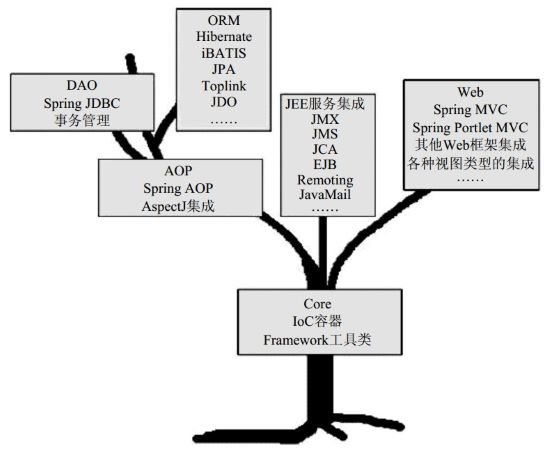 ORM
Hibernate
iBATIS
JPA
Toplink
JDO
……
DAO
Spring JDBC
事务管理
JEE服务集成
JMX
JMS
JCA
EJB
Remoting
JavaMail
……
Web
Spring MVC
Spring Portlet MVC
其他Web框架集成
各种视图类型的集成
……
AOP
Spring AOP
AspectJ集成
Core
IoC容器
Framework工具类